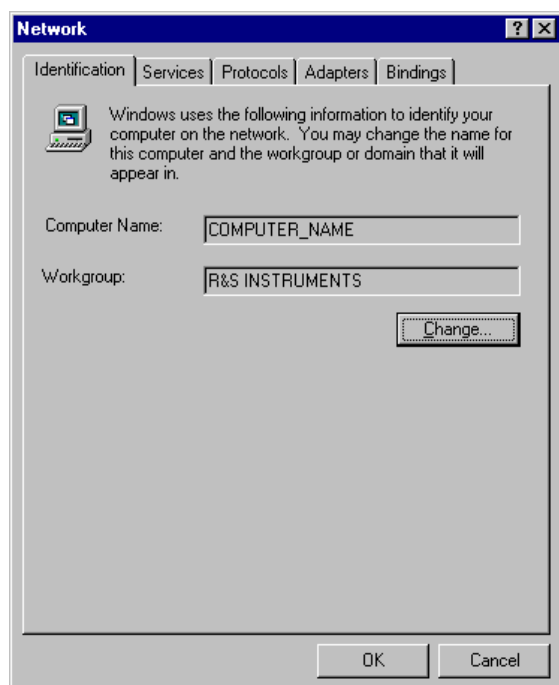 Network
Identification Services Protocols Adapters Bindings
Windows uses the following information to identify your
computer on the network. You may change the name for
this computer and the workgroup or domain that it will
appear in.
Computer Name: COMPUTER_NAME
Workgroup: R&S INSTRUMENTS
Change...
OK Cancel